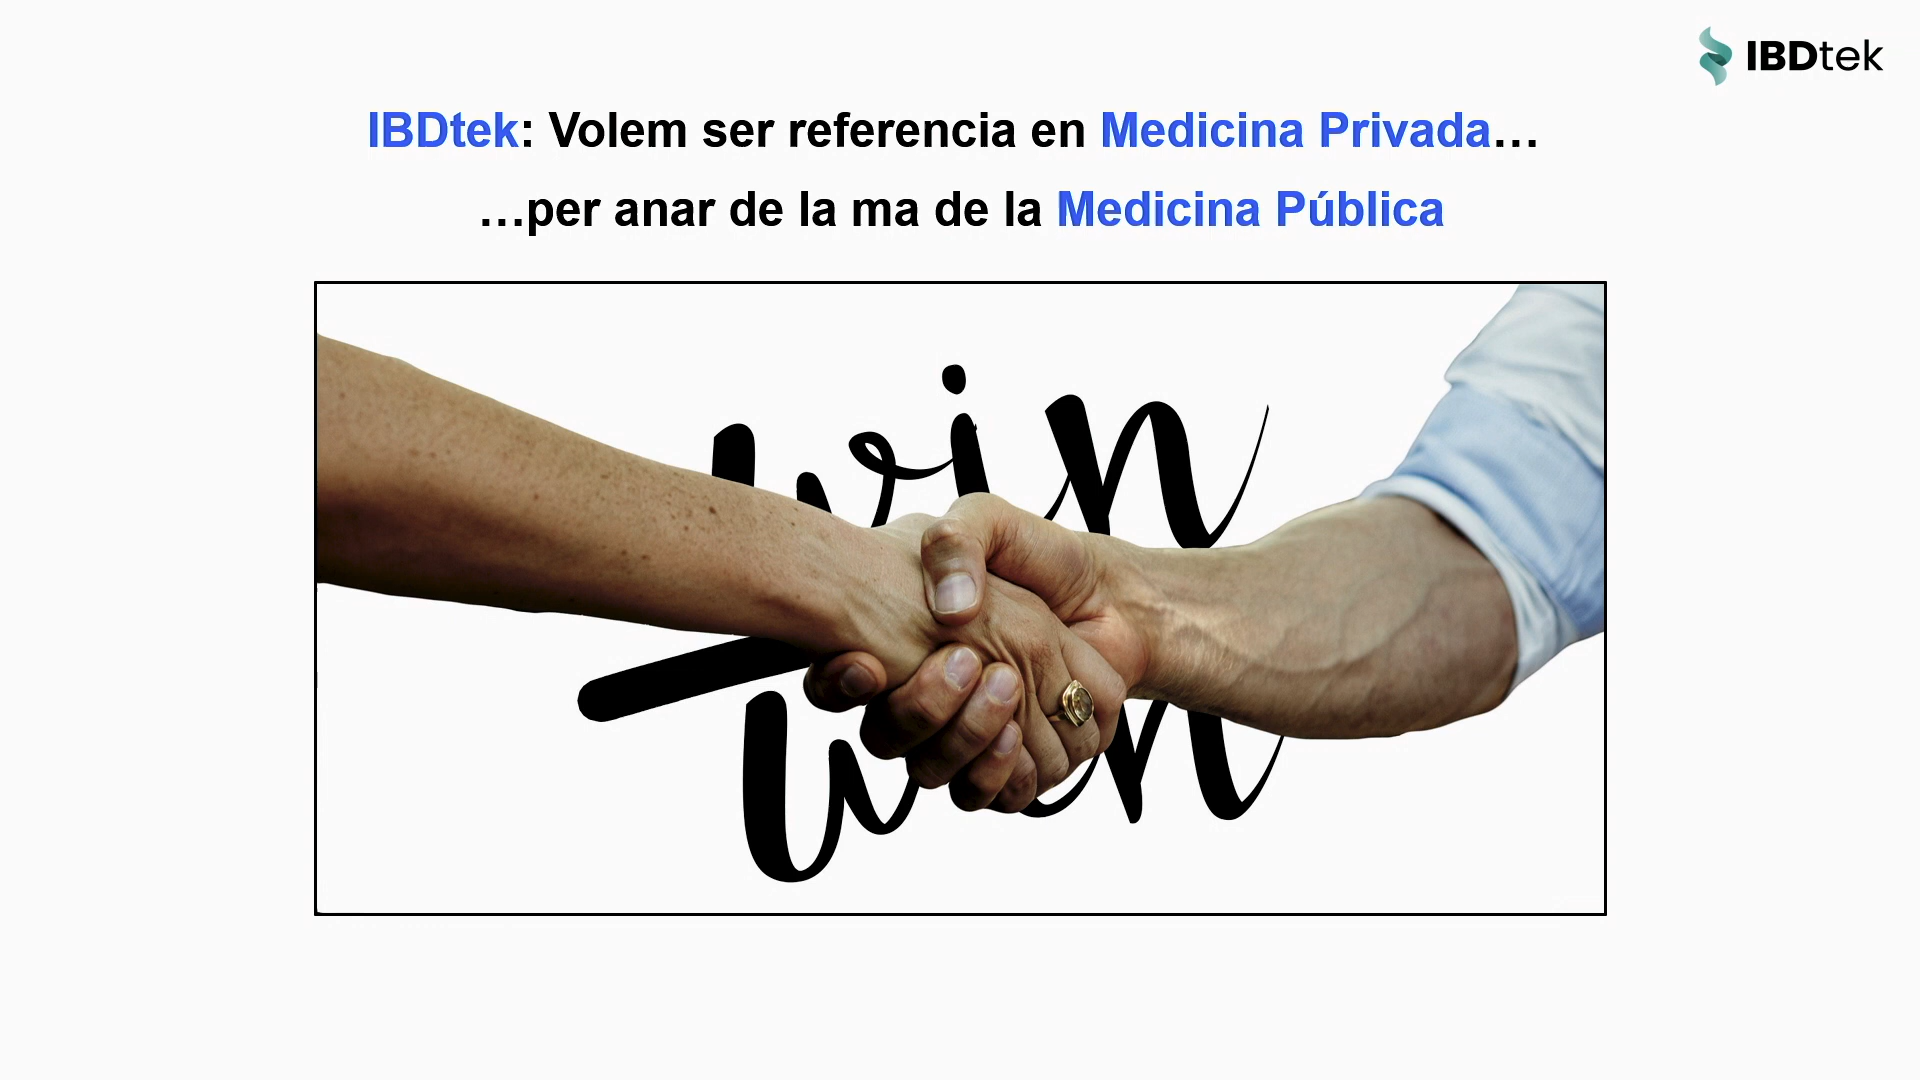 IBDtek
IBDtek: Volem ser referencia en Medicina Privada…
…per anar de la ma de la Medicina Pública
win
win